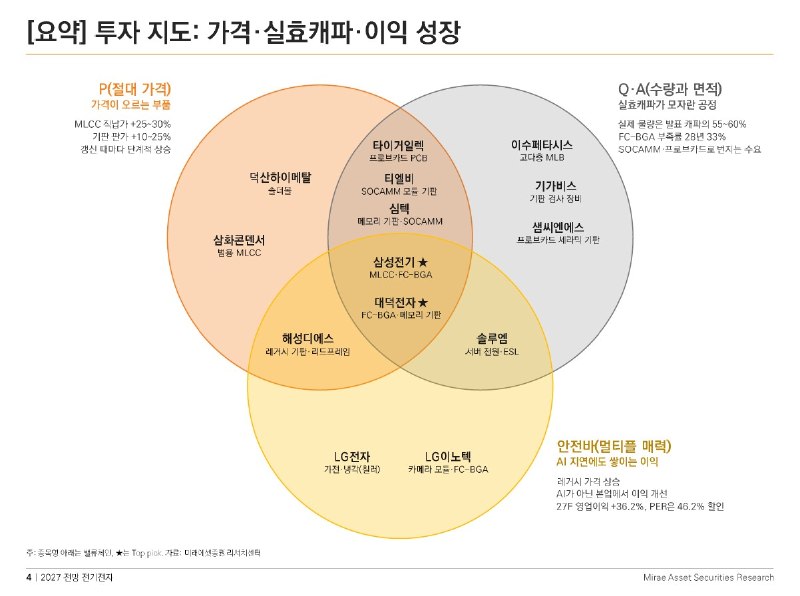 [요약] 투자 지도: 가격·실효캐파·이익 성장
P(절대 가격)
가격이 오르는 부품
MLCC 직납가 +25~30%
기판 판가 +10~25%
갱신 때마다 단계적 상승
Q·A(수량과 면적)
실효캐파가 모자란 공정
실제 물량은 발표 캐파의 55~60%
FC-BGA 부족률 28년 33%
SOCAMM·프로브카드로 번지는 수요
타이거일렉
프로브카드 PCB
티엘비
SOCAMM 모듈 기판
심텍
메모리 기판·SOCAMM
이수페타시스
고다층 MLB
기가비스
기판 검사 장비
샘씨엔에스
프로브카드 세라믹 기판
덕산하이메탈
솔더볼
삼화콘덴서
범용 MLCC
삼성전기★
MLCC·FC-BGA
대덕전자★
FC-BGA·메모리 기판
해성디에스
레거시 기판·리드프레임
솔루엠
서버 전원·ESL
LG전자
가전·냉각(칠러)
LG이노텍
카메라 모듈·FC-BGA
안전바(멀티플 매력)
AI 지연에도 쌓이는 이익
레거시 가격 상승
AI가 아닌 본업에서 이익 개선
27F 영업이익 +36.2%, PER은 46.2% 할인
주: 종목명 아래는 밸류체인, ★는 Top pick. 자료: 미래에셋증권 리서치센터
4 | 2027 전망 전기전자
Mirae Asset Securities Research